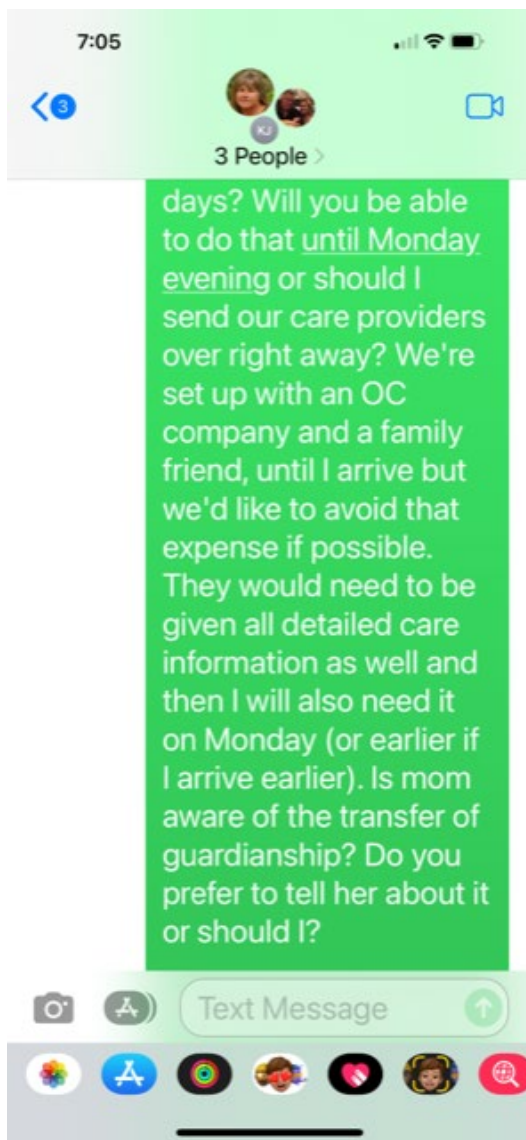 7:05
3
KJ
3 People >
days? Will you be able
to do that until Monday
evening or should I
send our care providers
over right away? We're
set up with an OC
company and a family
friend, until I arrive but
we'd like to avoid that
expense if possible.
They would need to be
given all detailed care
information as well and
then I will also need it
on Monday (or earlier if
I arrive earlier). Is mom
aware of the transfer of
guardianship? Do you
prefer to tell her about it
or should I?
Text Message